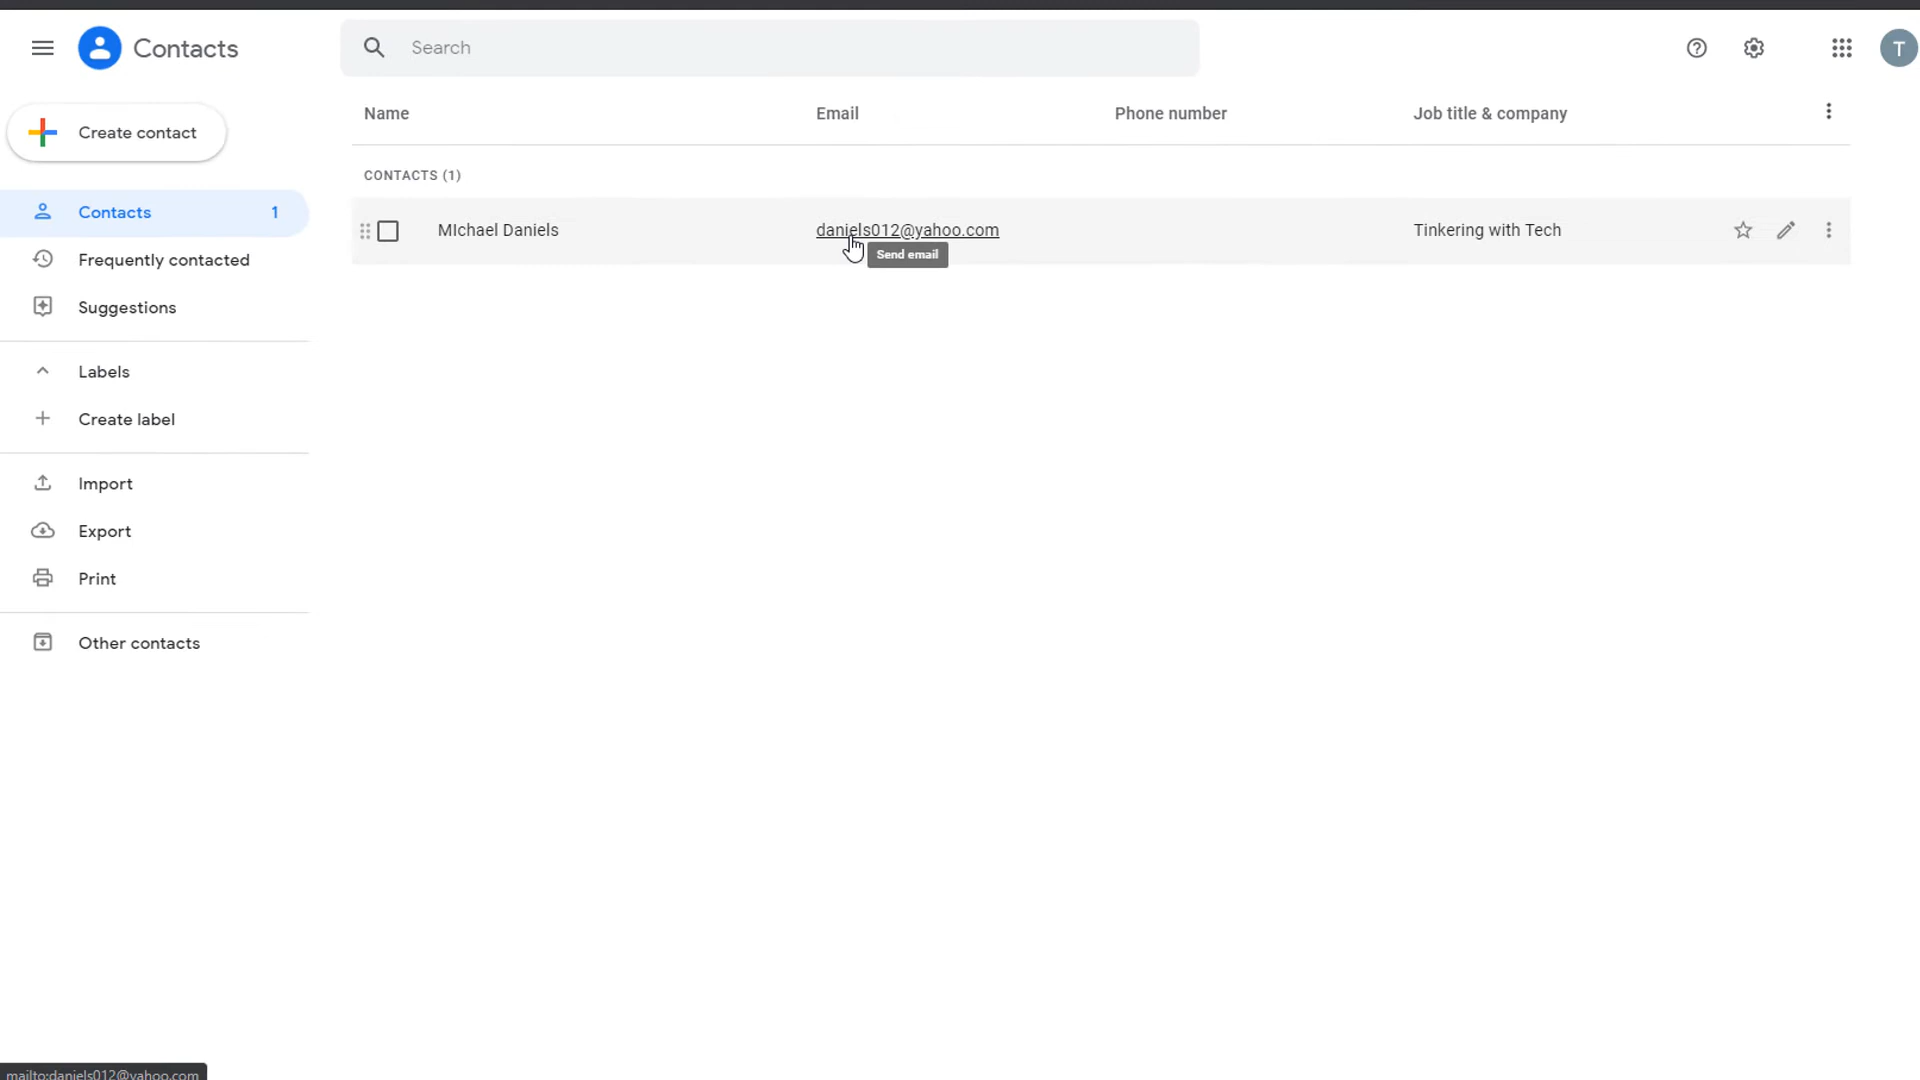 Contacts
Search
T
Create contact
Name
Email
Phone number
Job title & company
CONTACTS (1)
MIchael Daniels
daniels012@yahoo.com
Tinkering with Tech
Send email
Contacts
1
Frequently contacted
Suggestions
Labels
Create label
Import
Export
Print
Other contacts
mailto:daniels012@yahoo.com